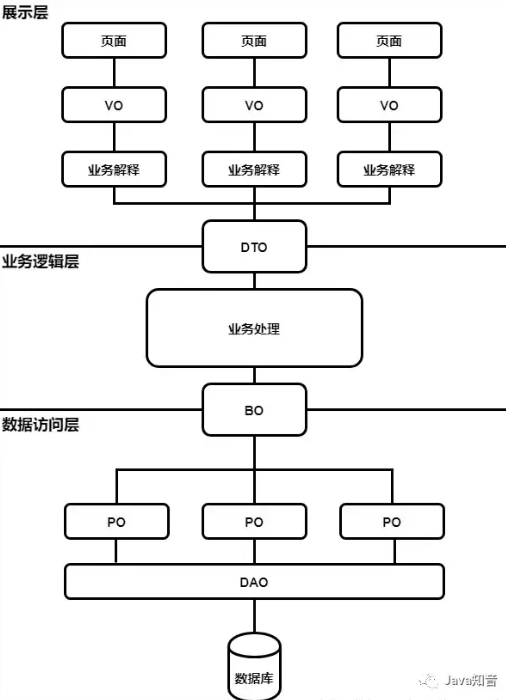 展示层
页面 页面 页面
VO VO VO
业务解释 业务解释 业务解释
DTO
业务逻辑层
业务处理
BO
数据访问层
PO PO PO
DAO
数据库
Java知音